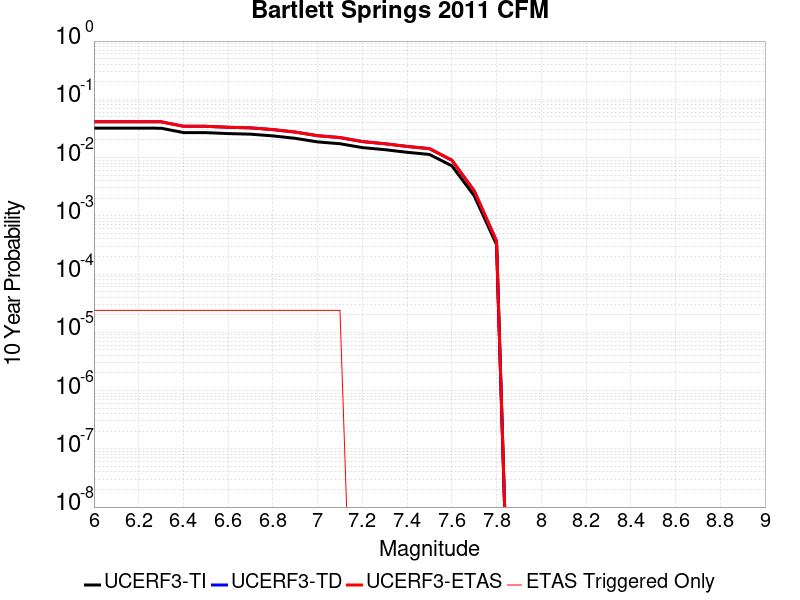 Bartlett Springs 2011 CFM
10 Year Probability
10^0
10^-1
10^-2
10^-3
10^-4
10^-5
10^-6
10^-7
10^-8
6 6.2 6.4 6.6 6.8 7 7.2 7.4 7.6 7.8 8 8.2 8.4 8.6 8.8 9
Magnitude
UCERF3-TI UCERF3-TD UCERF3-ETAS ETAS Triggered Only